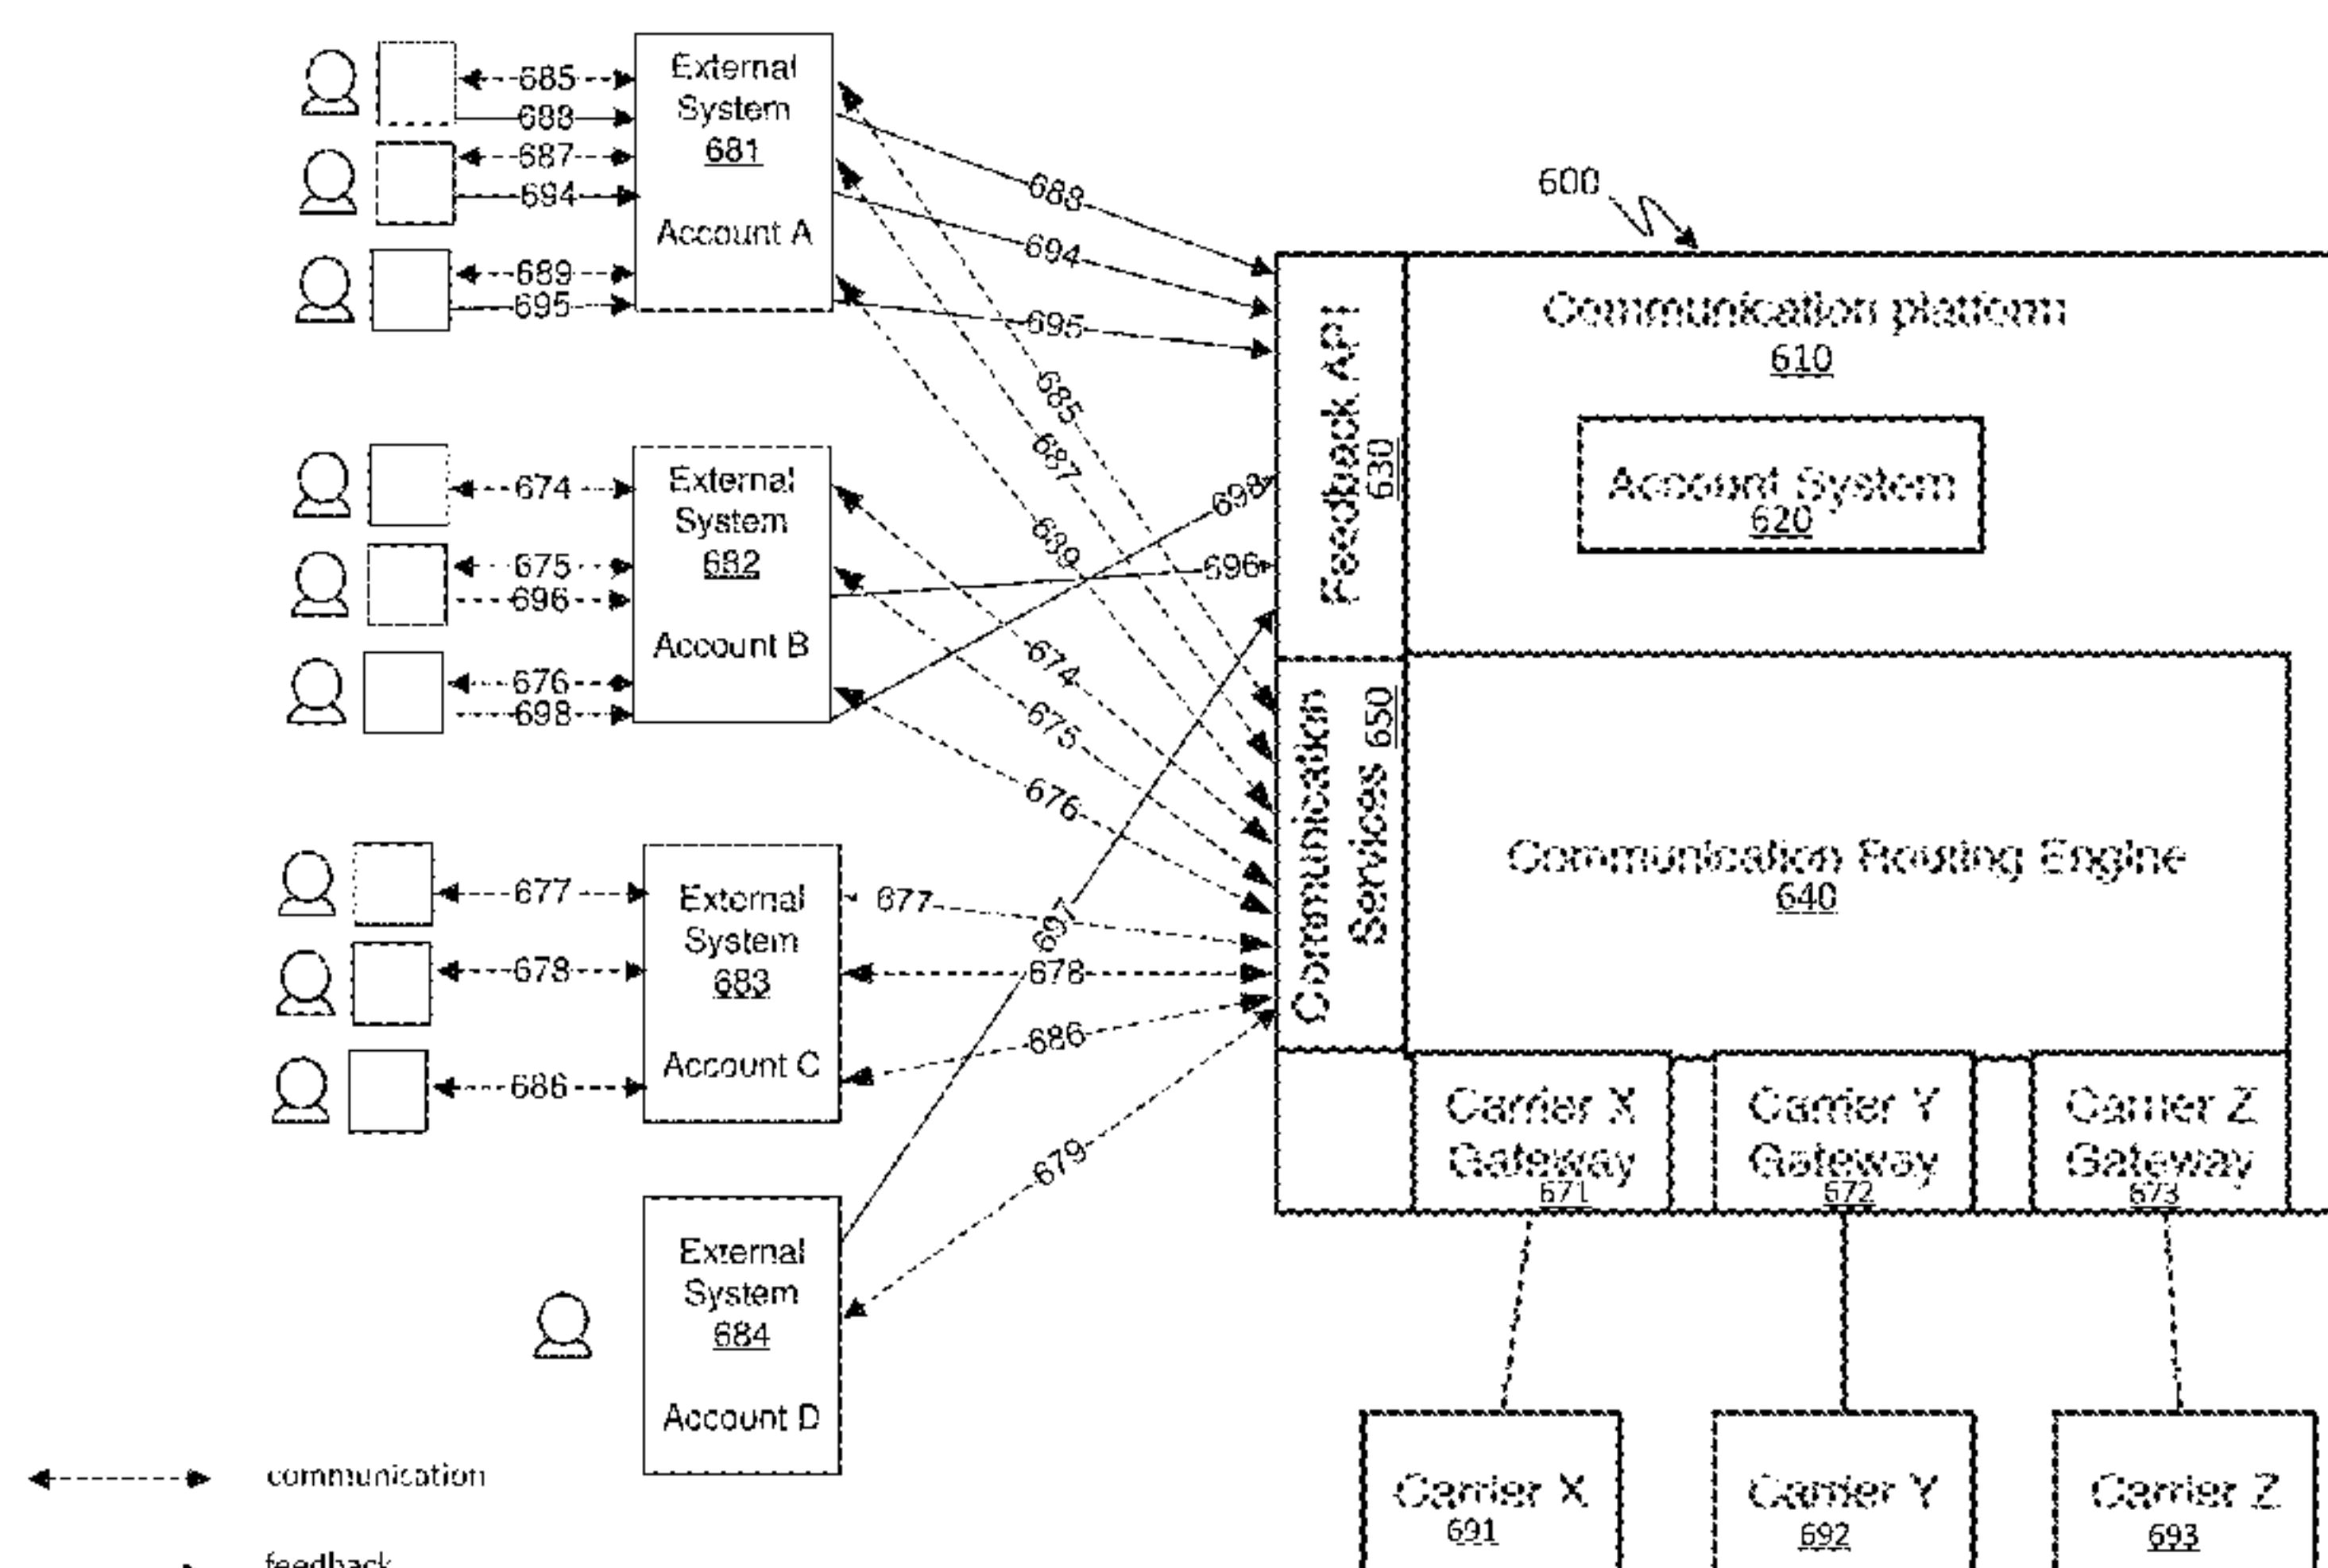 685
688
687
694
689
695
External
System
681
Account A
688
694
695
685
687
689
674
675
696
676
698
External
System
682
Account B
698
696
674
675
676
677
678
686
External
System
683
Account C
677
697
678
686
679
External
System
684
Account D
600
Communication platform
610
Feedback API
630
Account System
620
Communication
Services 650
Communication Routing Engine
640
Carrier X
Gateway
671
Carrier Y
Gateway
672
Carrier Z
Gateway
673
Carrier X
691
Carrier Y
692
Carrier Z
693
communication
feedback